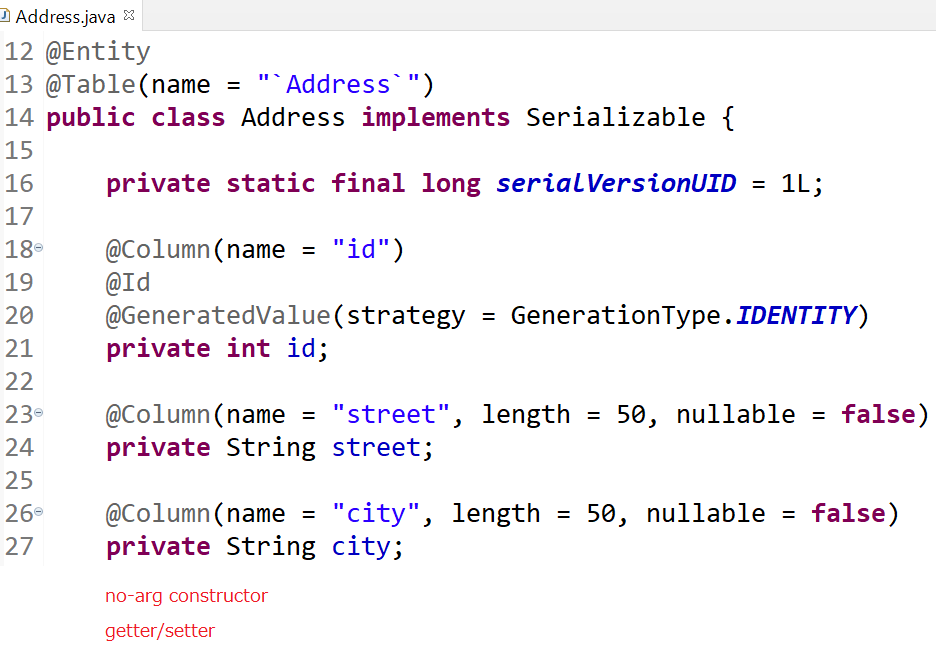 Address.java
12 @Entity
13 @Table(name = "`Address`")
14 public class Address implements Serializable {
15
16     private static final long serialVersionUID = 1L;
17
18     @Column(name = "id")
19     @Id
20     @GeneratedValue(strategy = GenerationType.IDENTITY)
21     private int id;
22
23     @Column(name = "street", length = 50, nullable = false)
24     private String street;
25
26     @Column(name = "city", length = 50, nullable = false)
27     private String city;
no-arg constructor
getter/setter